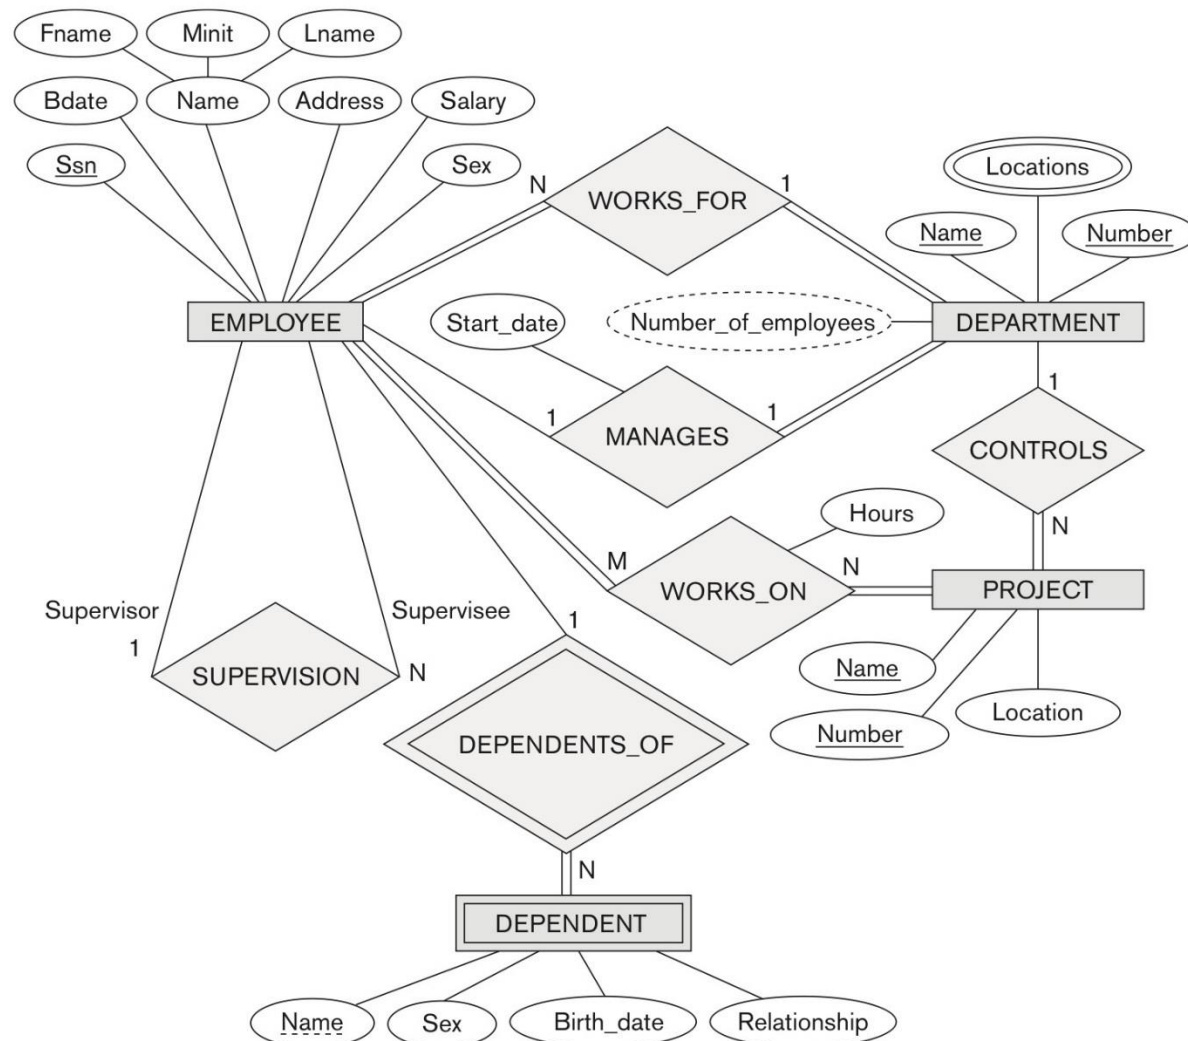 Fname
Minit
Lname
Bdate
Name
Address
Salary
Ssn
Sex
N
WORKS_FOR
1
Locations
Name
Number
EMPLOYEE
Start_date
Number_of_employees
DEPARTMENT
1
MANAGES
1
1
CONTROLS
N
Hours
M
WORKS_ON
N
PROJECT
Supervisor
1
Supervisee
N
SUPERVISION
1
Name
Number
Location
DEPENDENTS_OF
N
DEPENDENT
Name
Sex
Birth_date
Relationship